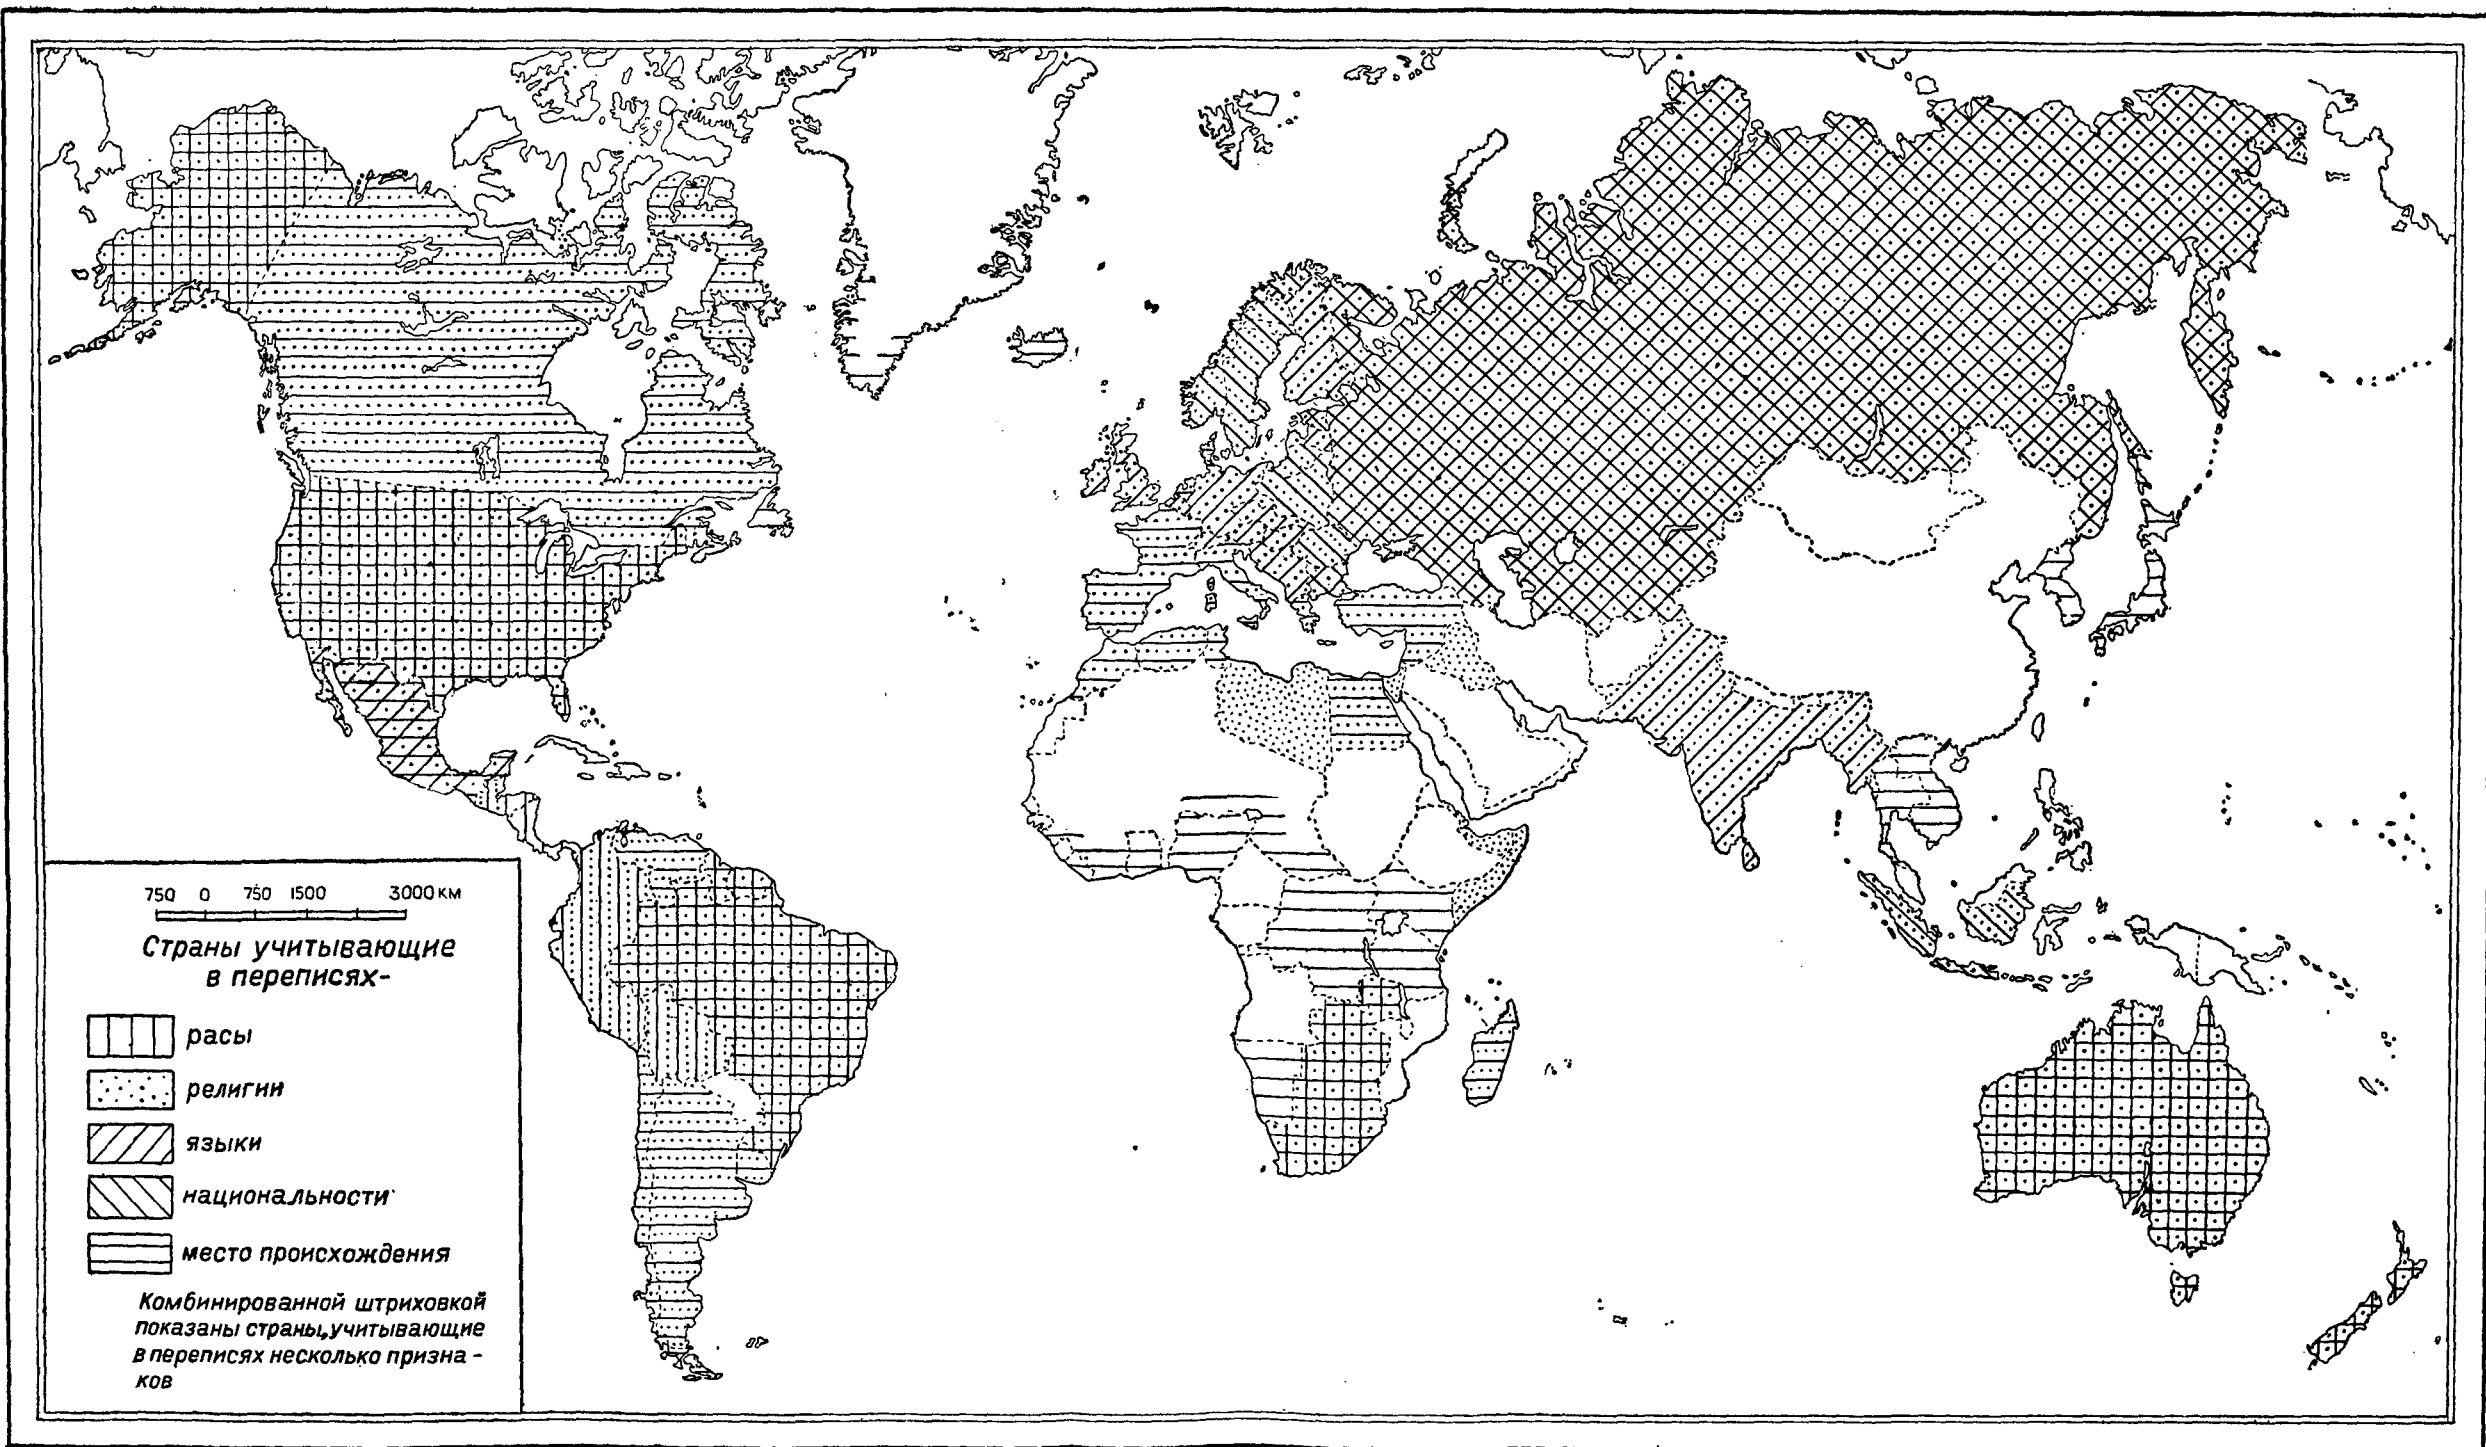 750 0 750 1500 3000 км
Страны учитывающие
в переписях-
расы
религии
языки
национальности
место происхождения
Комбинированной штриховкой
показаны страны, учитывающие
в переписях несколько призна-
ков